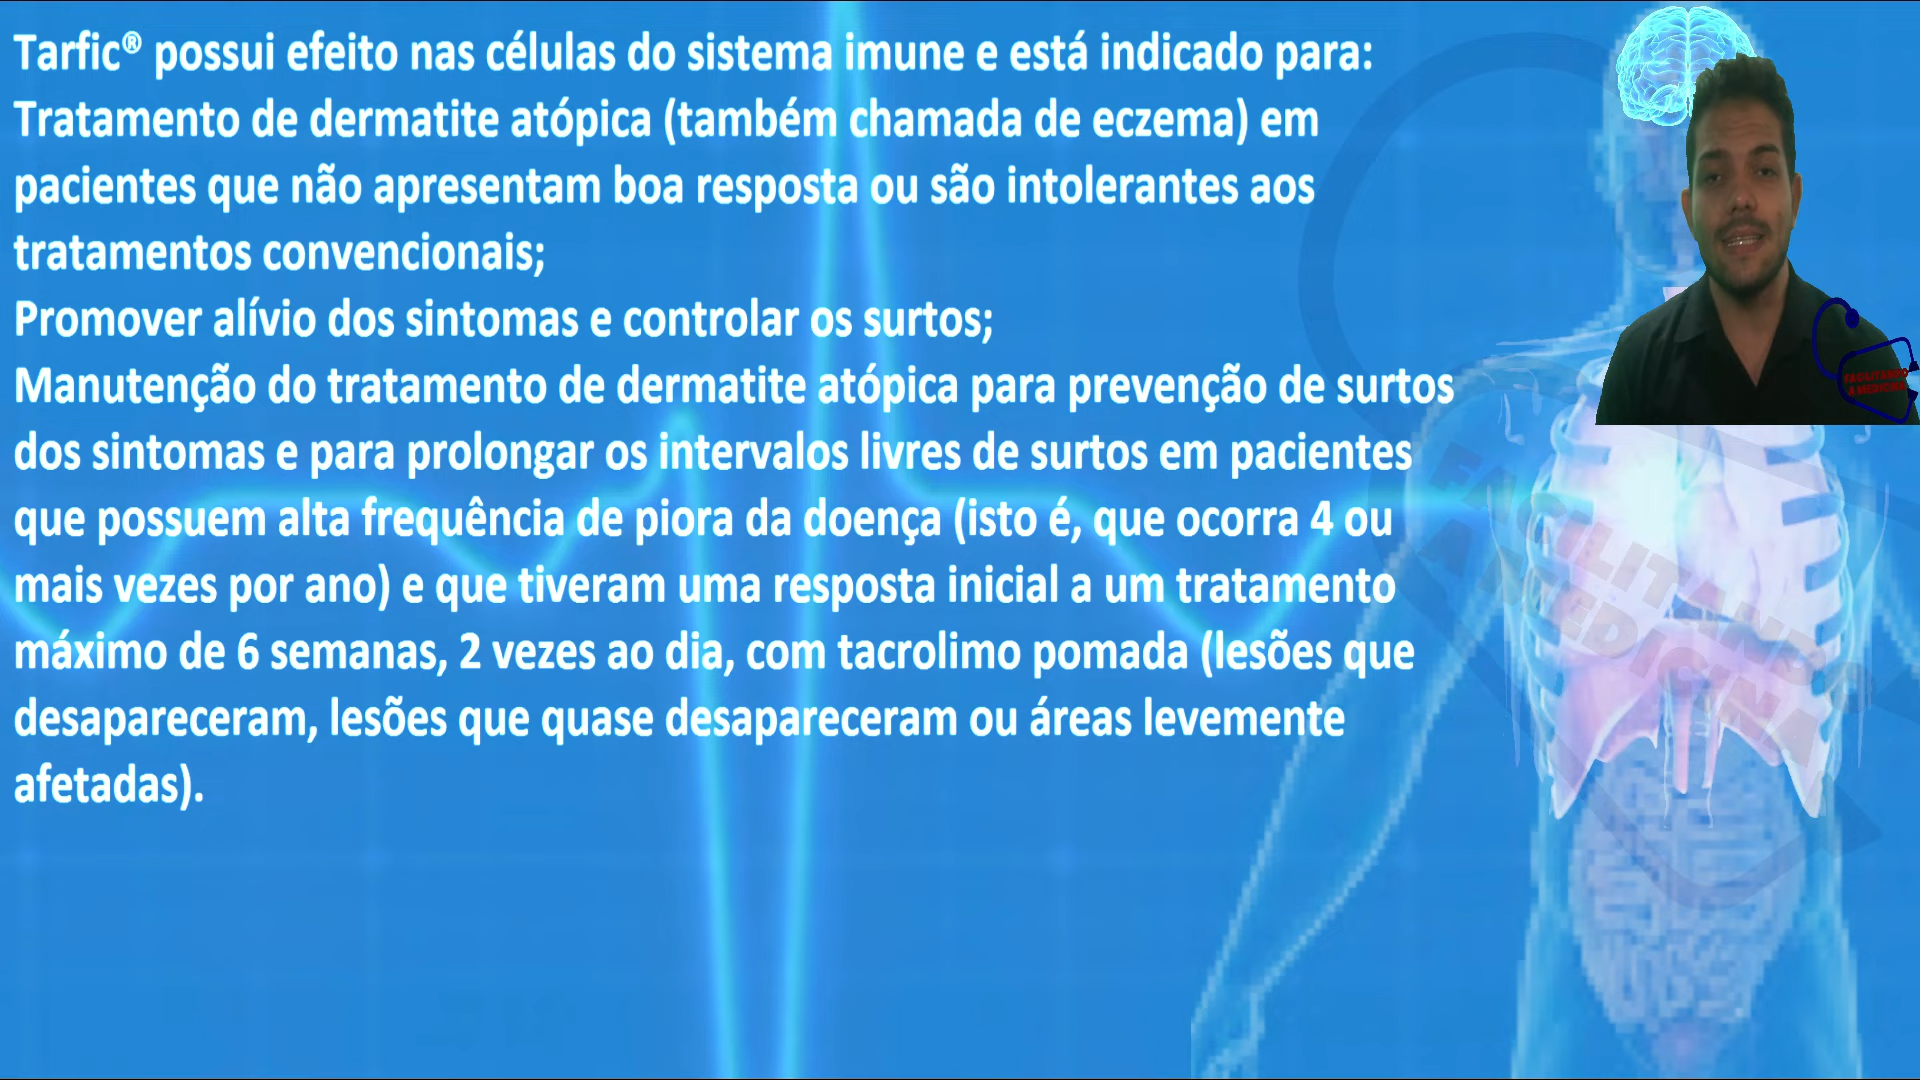 Tarfic® possui efeito nas células do sistema imune e está indicado para:
Tratamento de dermatite atópica (também chamada de eczema) em
pacientes que não apresentam boa resposta ou são intolerantes aos
tratamentos convencionais;
Promover alívio dos sintomas e controlar os surtos;
Manutenção do tratamento de dermatite atópica para prevenção de surtos
dos sintomas e para prolongar os intervalos livres de surtos em pacientes
que possuem alta frequência de piora da doença (isto é, que ocorra 4 ou
mais vezes por ano) e que tiveram uma resposta inicial a um tratamento
máximo de 6 semanas, 2 vezes ao dia, com tacrolimo pomada (lesões que
desapareceram, lesões que quase desapareceram ou áreas levemente
afetadas).
FACILITANDO
A MEDICINA
FACILITANDO
A MEDICINA